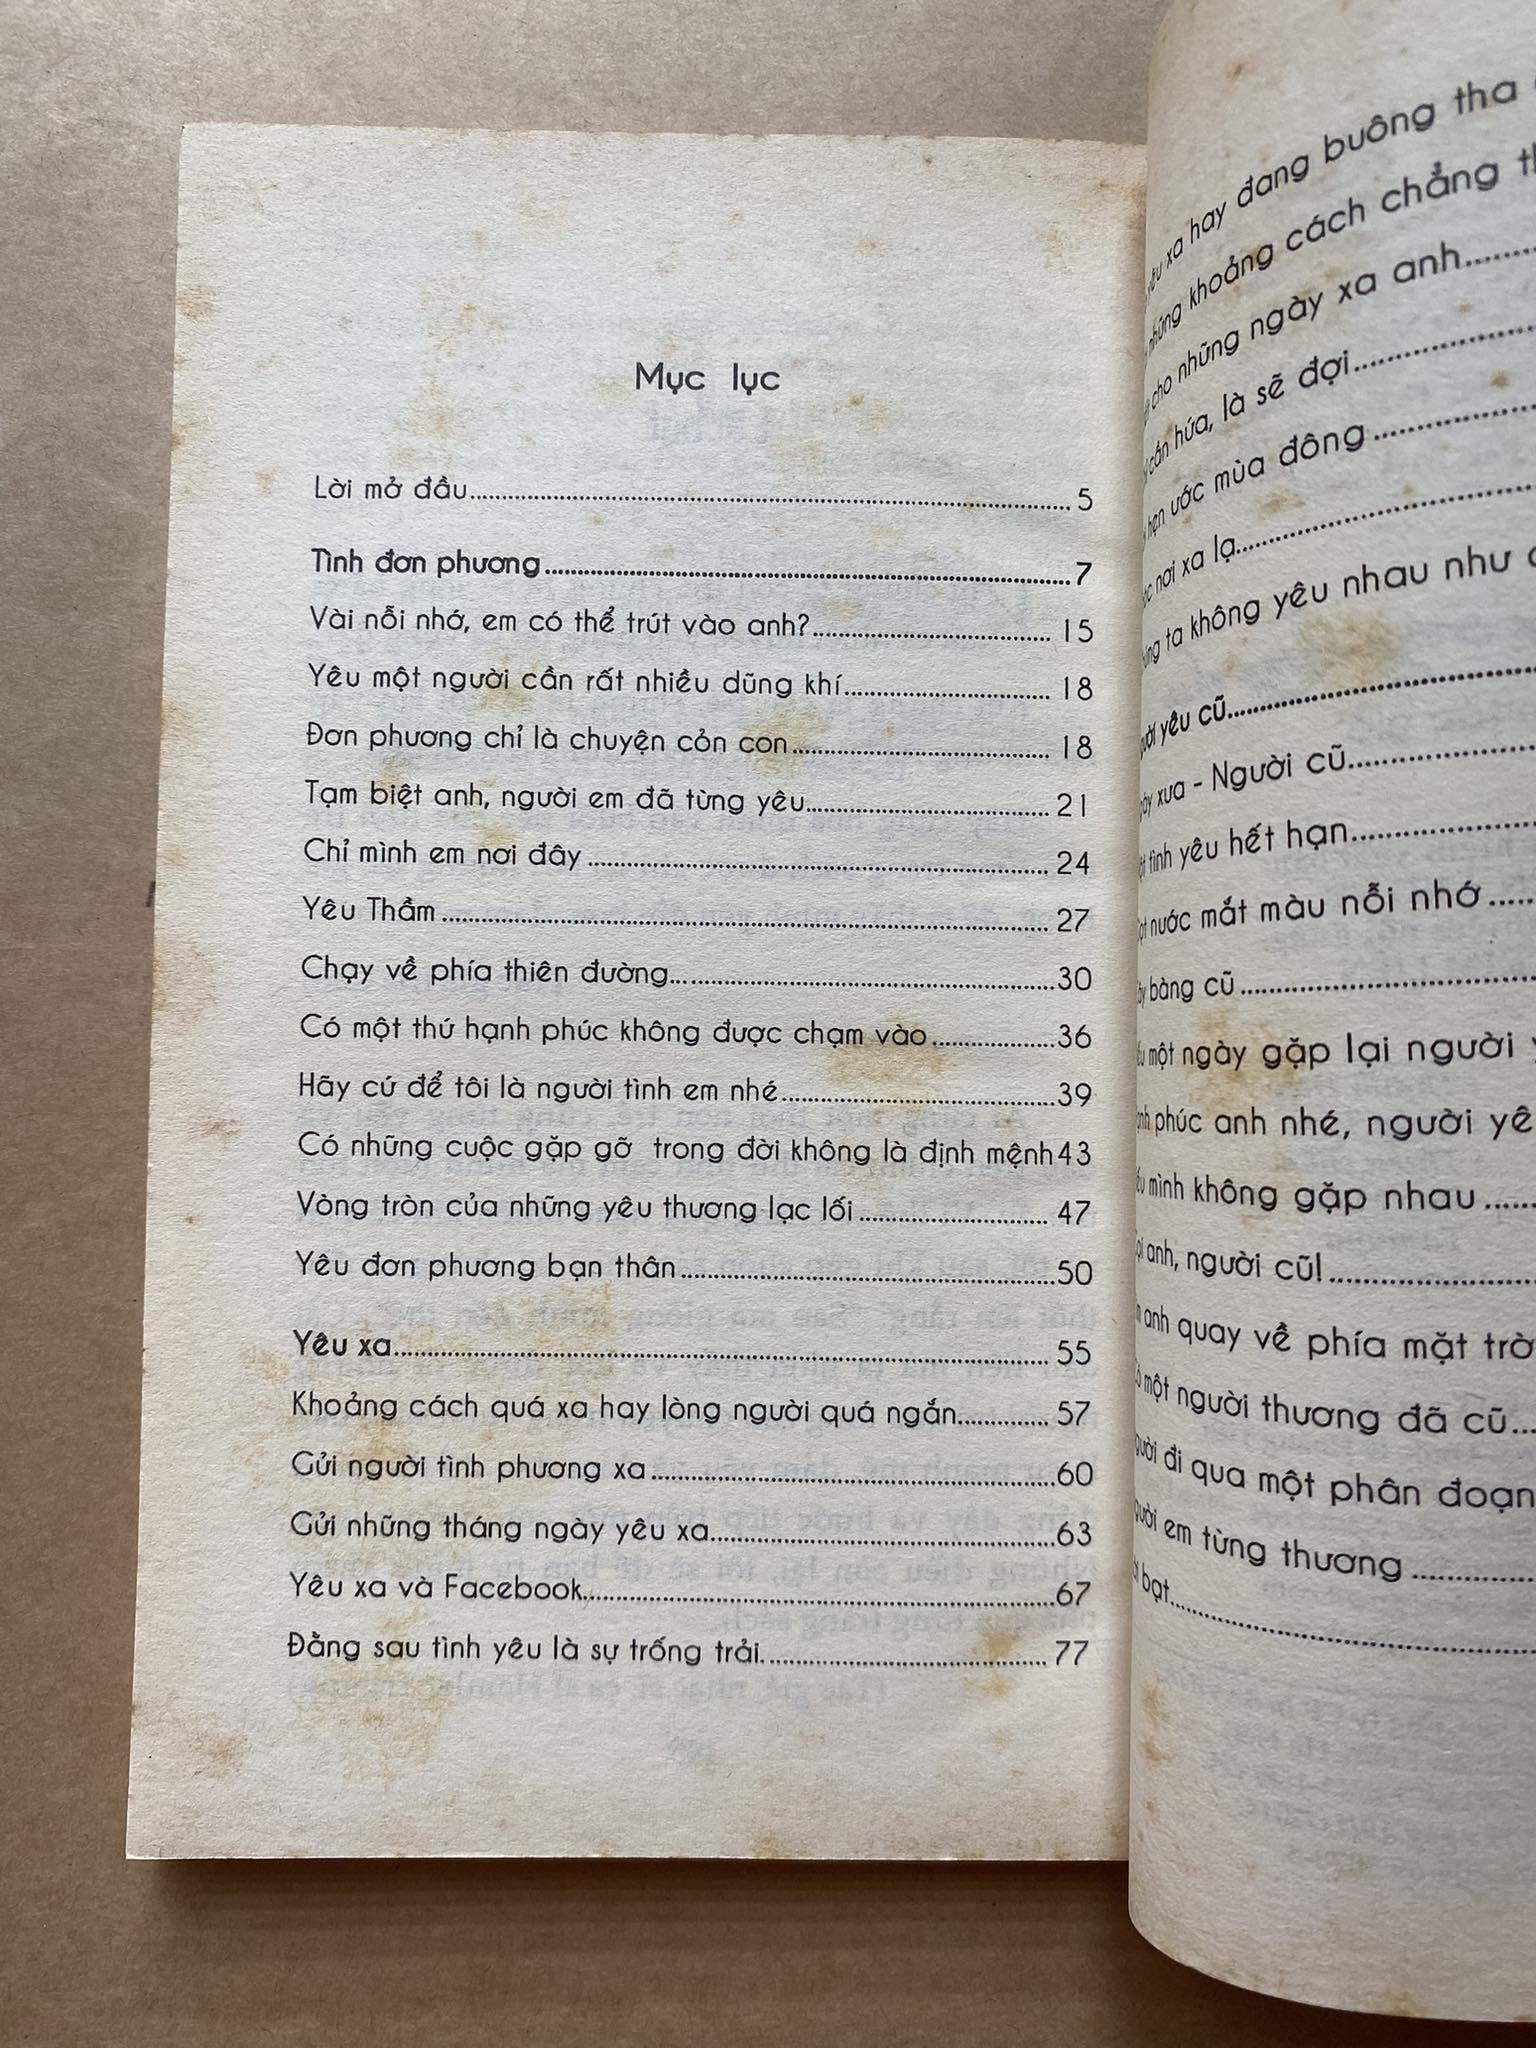 Mục lục
Lời mở đầu.......... 5
Tình đơn phương.......... 7
Vài nỗi nhớ, em có thể trút vào anh?.......... 15
Yêu một người cần rất nhiều dũng khí.......... 18
Đơn phương chỉ là chuyện cỏn con.......... 18
Tạm biệt anh, người em đã từng yêu.......... 21
Chỉ mình em nơi đây.......... 24
Yêu Thầm.......... 27
Chạy về phía thiên đường.......... 30
Có một thứ hạnh phúc không được chạm vào.......... 36
Hãy cứ để tôi là người tình em nhé.......... 39
Có những cuộc gặp gỡ trong đời không là định mệnh 43
Vòng tròn của những yêu thương lạc lối.......... 47
Yêu đơn phương bạn thân.......... 50
Yêu xa.......... 55
Khoảng cách quá xa hay lòng người quá ngắn.......... 57
Gửi người tình phương xa.......... 60
Gửi những tháng ngày yêu xa.......... 63
Yêu xa và Facebook.......... 67
Đằng sau tình yêu là sự trống trải.......... 77
xa hay đang buông tha
những khoảng cách chẳng
cho những ngày xa anh..........
cần hứa, là sẽ đợi..........
hẹn ước mùa đông..........
nơi xa lạ..........
ta không yêu nhau như
yêu cũ..........
xưa - Người cũ..........
tình yêu hết hạn..........
nước mắt màu nỗi nhớ..........
bàng cũ..........
một ngày gặp lại người
phúc anh nhé, người
mình không gặp nhau..........
anh, người cũ!..........
anh quay về phía mặt
một người thương đã cũ..........
đi qua một phân đoạn
em từng thương..........
bạt..........